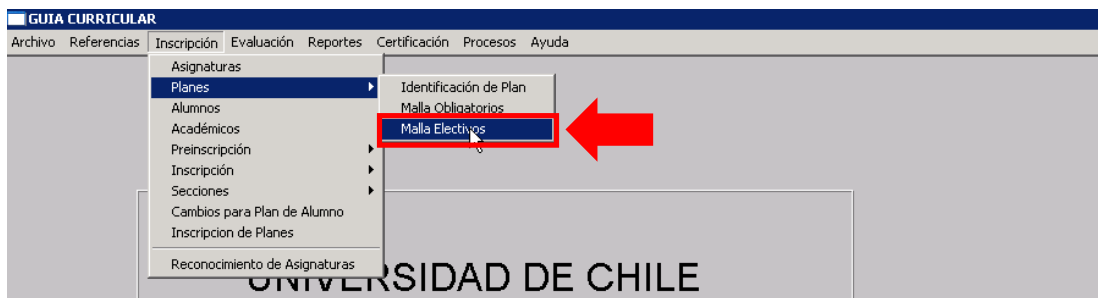 GUIA CURRICULAR
Archivo Referencias Inscripción Evaluación Reportes Certificación Procesos Ayuda
Asignaturas
Planes
Identificación de Plan
Alumnos
Malla Obligatorios
Académicos
Malla Electivos
Preinscripción
Inscripción
Secciones
Cambios para Plan de Alumno
Inscripcion de Planes
Reconocimiento de Asignaturas
UNIVERSIDAD DE CHILE